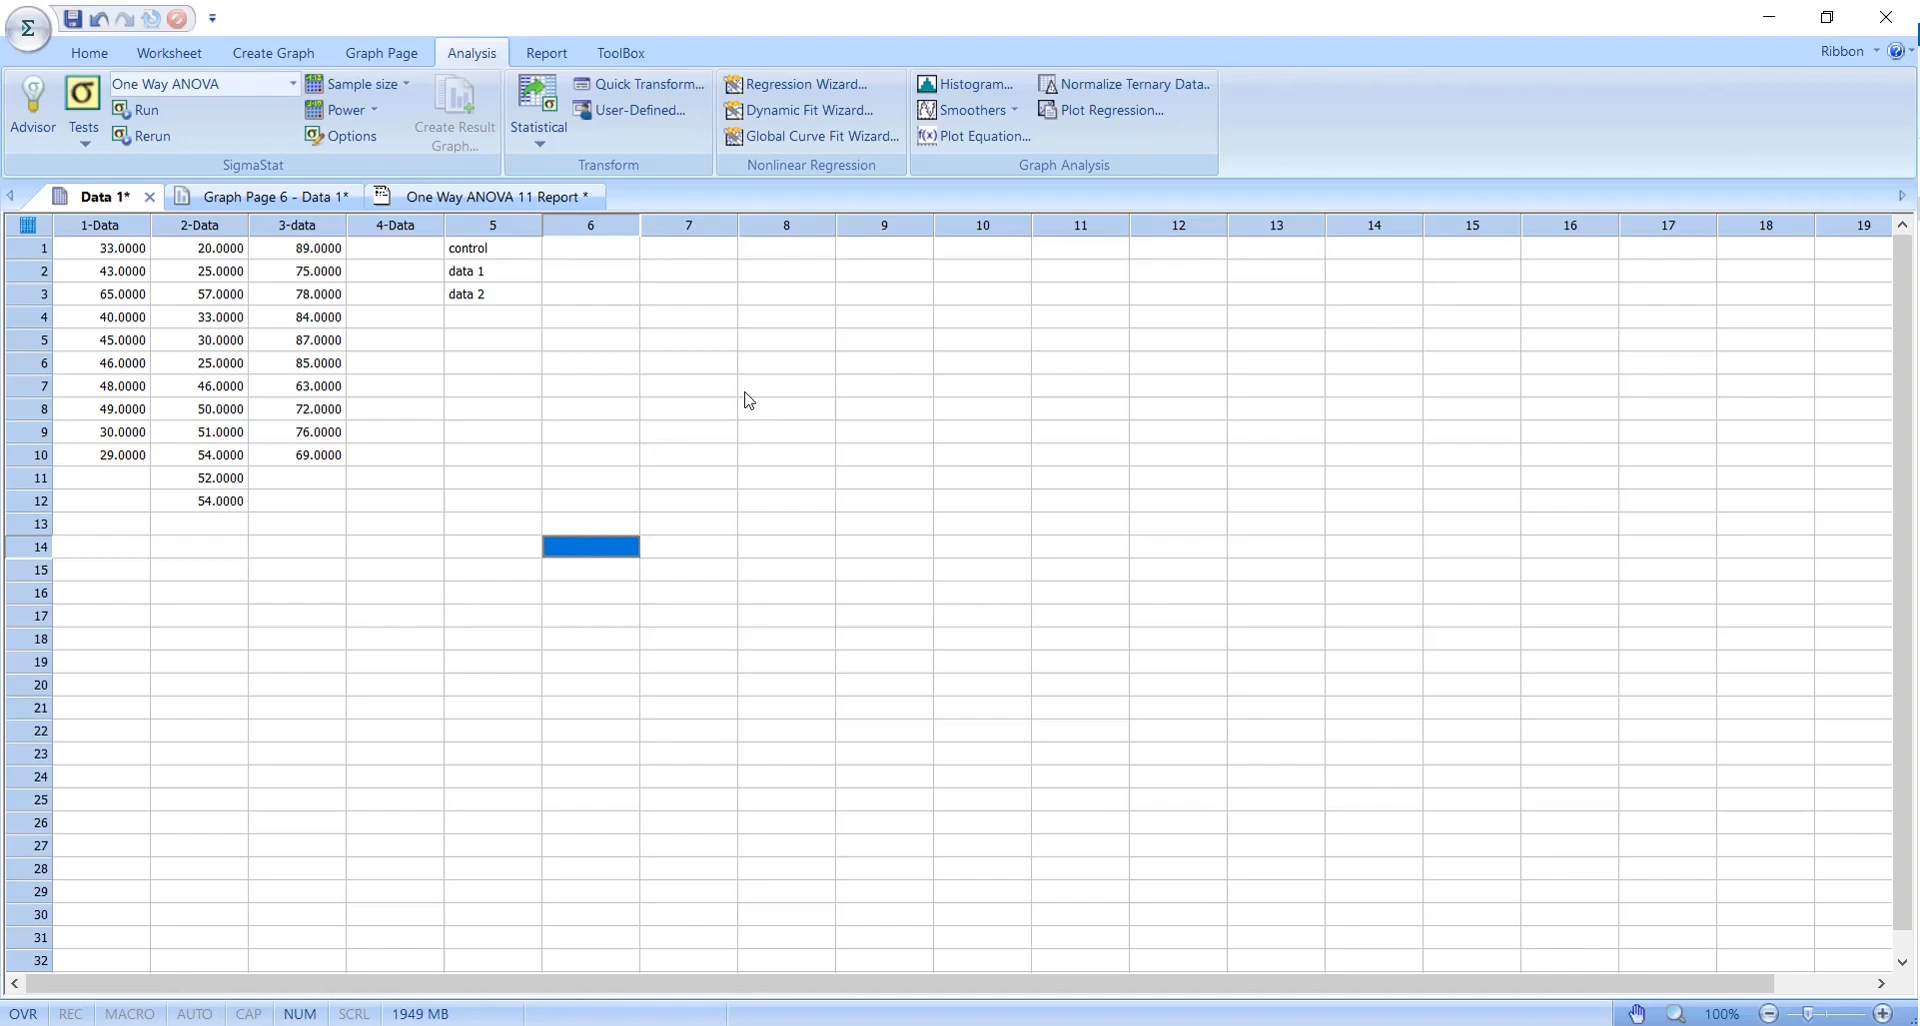 Σ
Home Worksheet Create Graph Graph Page Analysis Report ToolBox Ribbon
Advisor
σ Tests
One Way ANOVA
Run
Rerun
Sample size
Power
Options
Create Result
Graph...
SigmaStat
Statistical
Quick Transform...
User-Defined...
Transform
Regression Wizard...
Dynamic Fit Wizard...
Global Curve Fit Wizard...
Nonlinear Regression
Histogram...
Smoothers
f(x) Plot Equation...
Normalize Ternary Data..
Plot Regression...
Graph Analysis
Data 1* Graph Page 6 - Data 1* One Way ANOVA 11 Report *
1-Data 2-Data 3-data 4-Data 5 6 7 8 9 10 11 12 13 14 15 16 17 18 19
1 33.0000 20.0000 89.0000 control
2 43.0000 25.0000 75.0000 data 1
3 65.0000 57.0000 78.0000 data 2
4 40.0000 33.0000 84.0000
5 45.0000 30.0000 87.0000
6 46.0000 25.0000 85.0000
7 48.0000 46.0000 63.0000
8 49.0000 50.0000 72.0000
9 30.0000 51.0000 76.0000
10 29.0000 54.0000 69.0000
11 52.0000
12 54.0000
13
14
15
16
17
18
19
20
21
22
23
24
25
26
27
28
29
30
31
32
OVR REC MACRO AUTO CAP NUM SCRL 1949 MB 100%